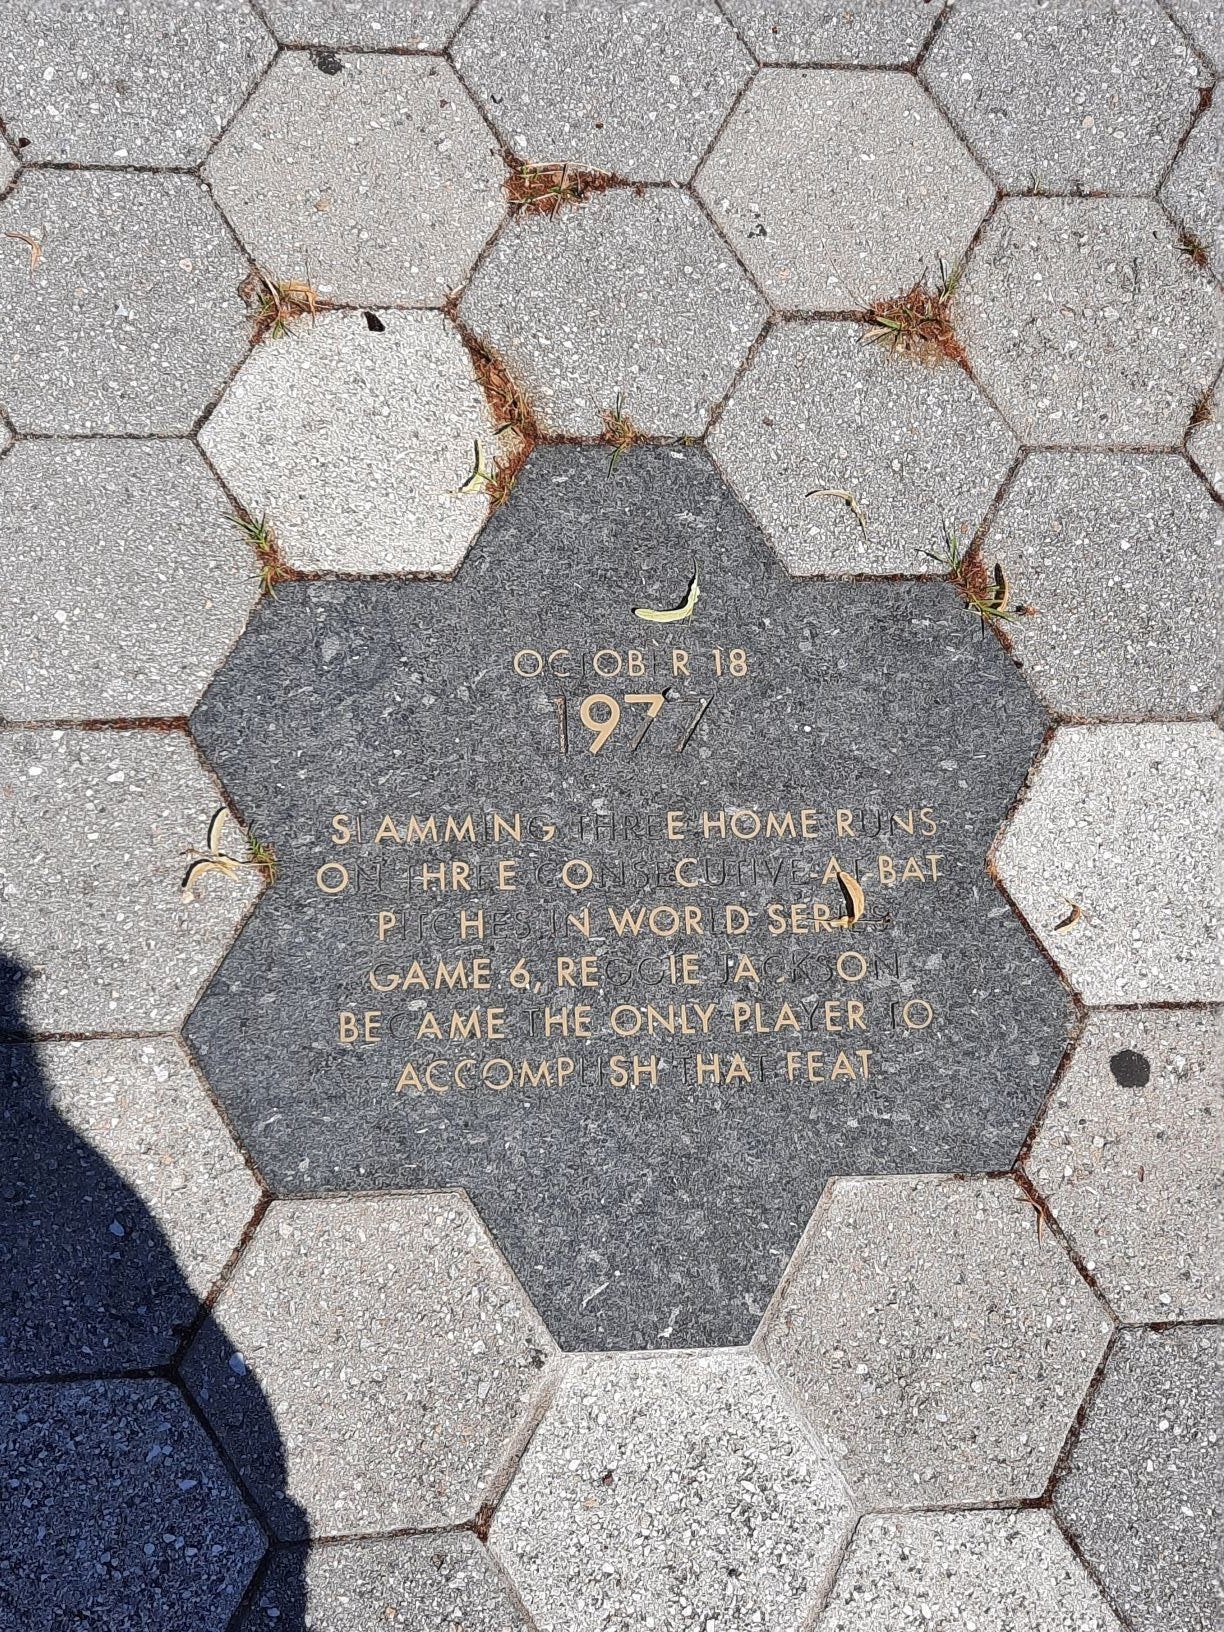 OCTOBER 18
1977
SLAMMING THREE HOME RUNS
ON THREE CONSECUTIVE AT-BAT
PITCHES IN WORLD SERIES
GAME 6, REGGIE JACKSON
BECAME THE ONLY PLAYER TO
ACCOMPLISH THAT FEAT